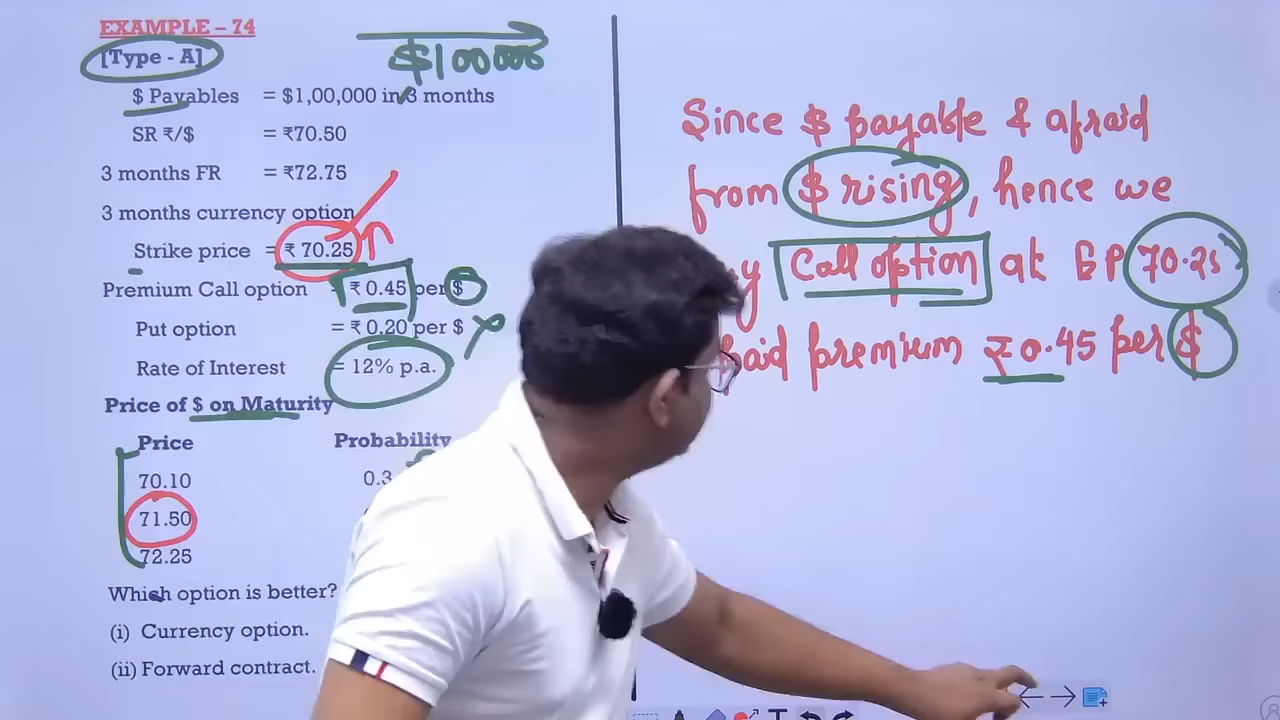 EXAMPLE – 74
[Type - A]
$100000
$ Payables = $1,00,000 in 3 months
SR ₹/$ = ₹70.50
3 months FR = ₹72.75
3 months currency option
Strike price = ₹ 70.25
Premium Call option ₹ 0.45 per $
Put option = ₹ 0.20 per $
Rate of Interest = 12% p.a.
Price of $ on Maturity
Price Probability
70.10 0.3
71.50
72.25
Which option is better?
(i) Currency option.
(ii) Forward contract.
Since $ payable & afraid
from $ rising, hence we
Call option at EP 70.25
paid premium ₹0.45 per $